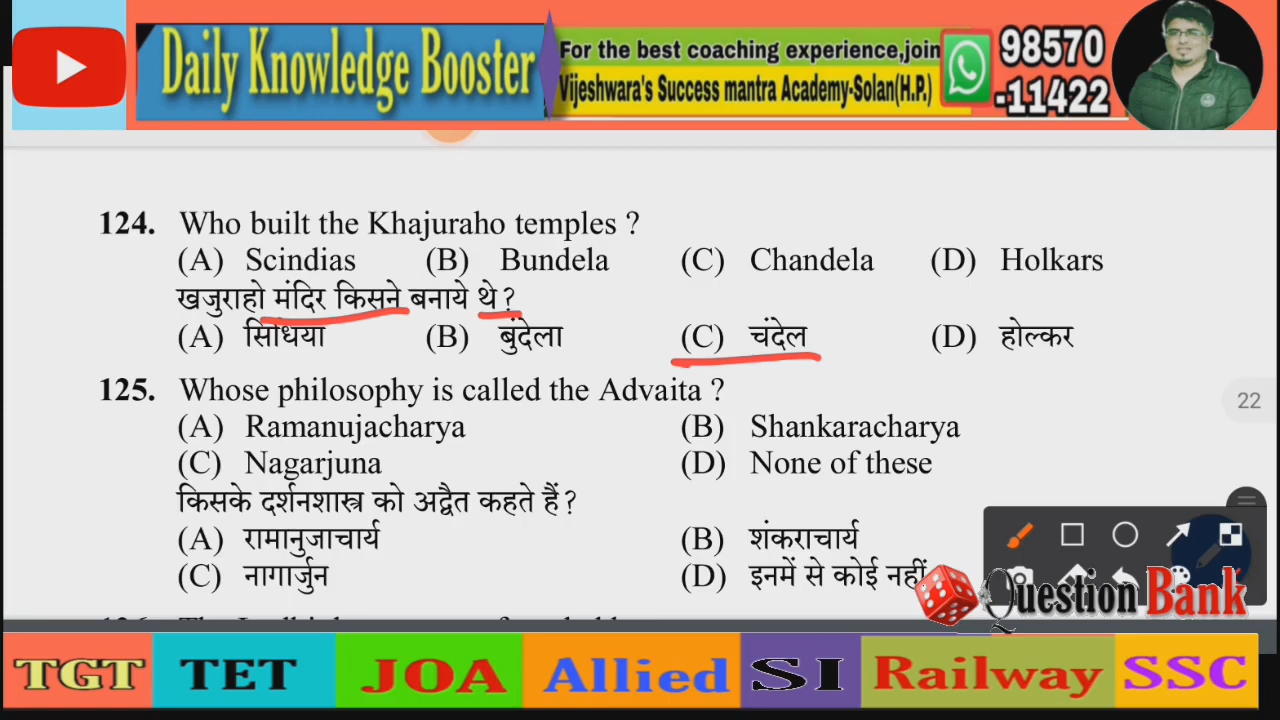 Daily Knowledge Booster
For the best coaching experience,join
Vijeshwara's Success mantra Academy-Solan(H.P.)
98570
-11422
124. Who built the Khajuraho temples ?
(A) Scindias (B) Bundela (C) Chandela (D) Holkars
खजुराहो मंदिर किसने बनाये थे?
(A) सिंधिया (B) बुंदेला (C) चंदेल (D) होल्कर
125. Whose philosophy is called the Advaita ?
(A) Ramanujacharya (B) Shankaracharya
(C) Nagarjuna (D) None of these
किसके दर्शनशास्त्र को अद्वैत कहते हैं?
(A) रामानुजाचार्य (B) शंकराचार्य
(C) नागार्जुन (D) इनमें से कोई नहीं
22
Question Bank
TGT TET JOA Allied SI Railway SSC